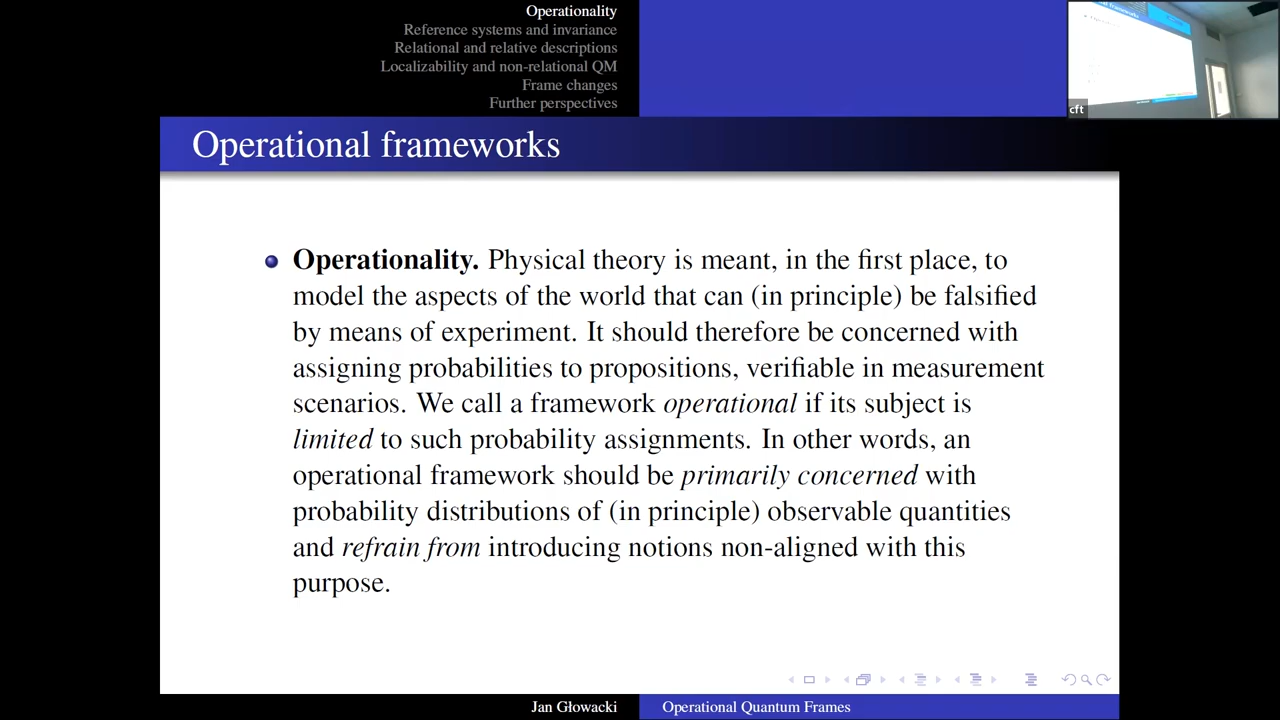 Operationality
Reference systems and invariance
Relational and relative descriptions
Localizability and non-relational QM
Frame changes
Further perspectives
cft
Operational frameworks
Operationality. Physical theory is meant, in the first place, to
model the aspects of the world that can (in principle) be falsified
by means of experiment. It should therefore be concerned with
assigning probabilities to propositions, verifiable in measurement
scenarios. We call a framework operational if its subject is
limited to such probability assignments. In other words, an
operational framework should be primarily concerned with
probability distributions of (in principle) observable quantities
and refrain from introducing notions non-aligned with this
purpose.
Jan Głowacki
Operational Quantum Frames